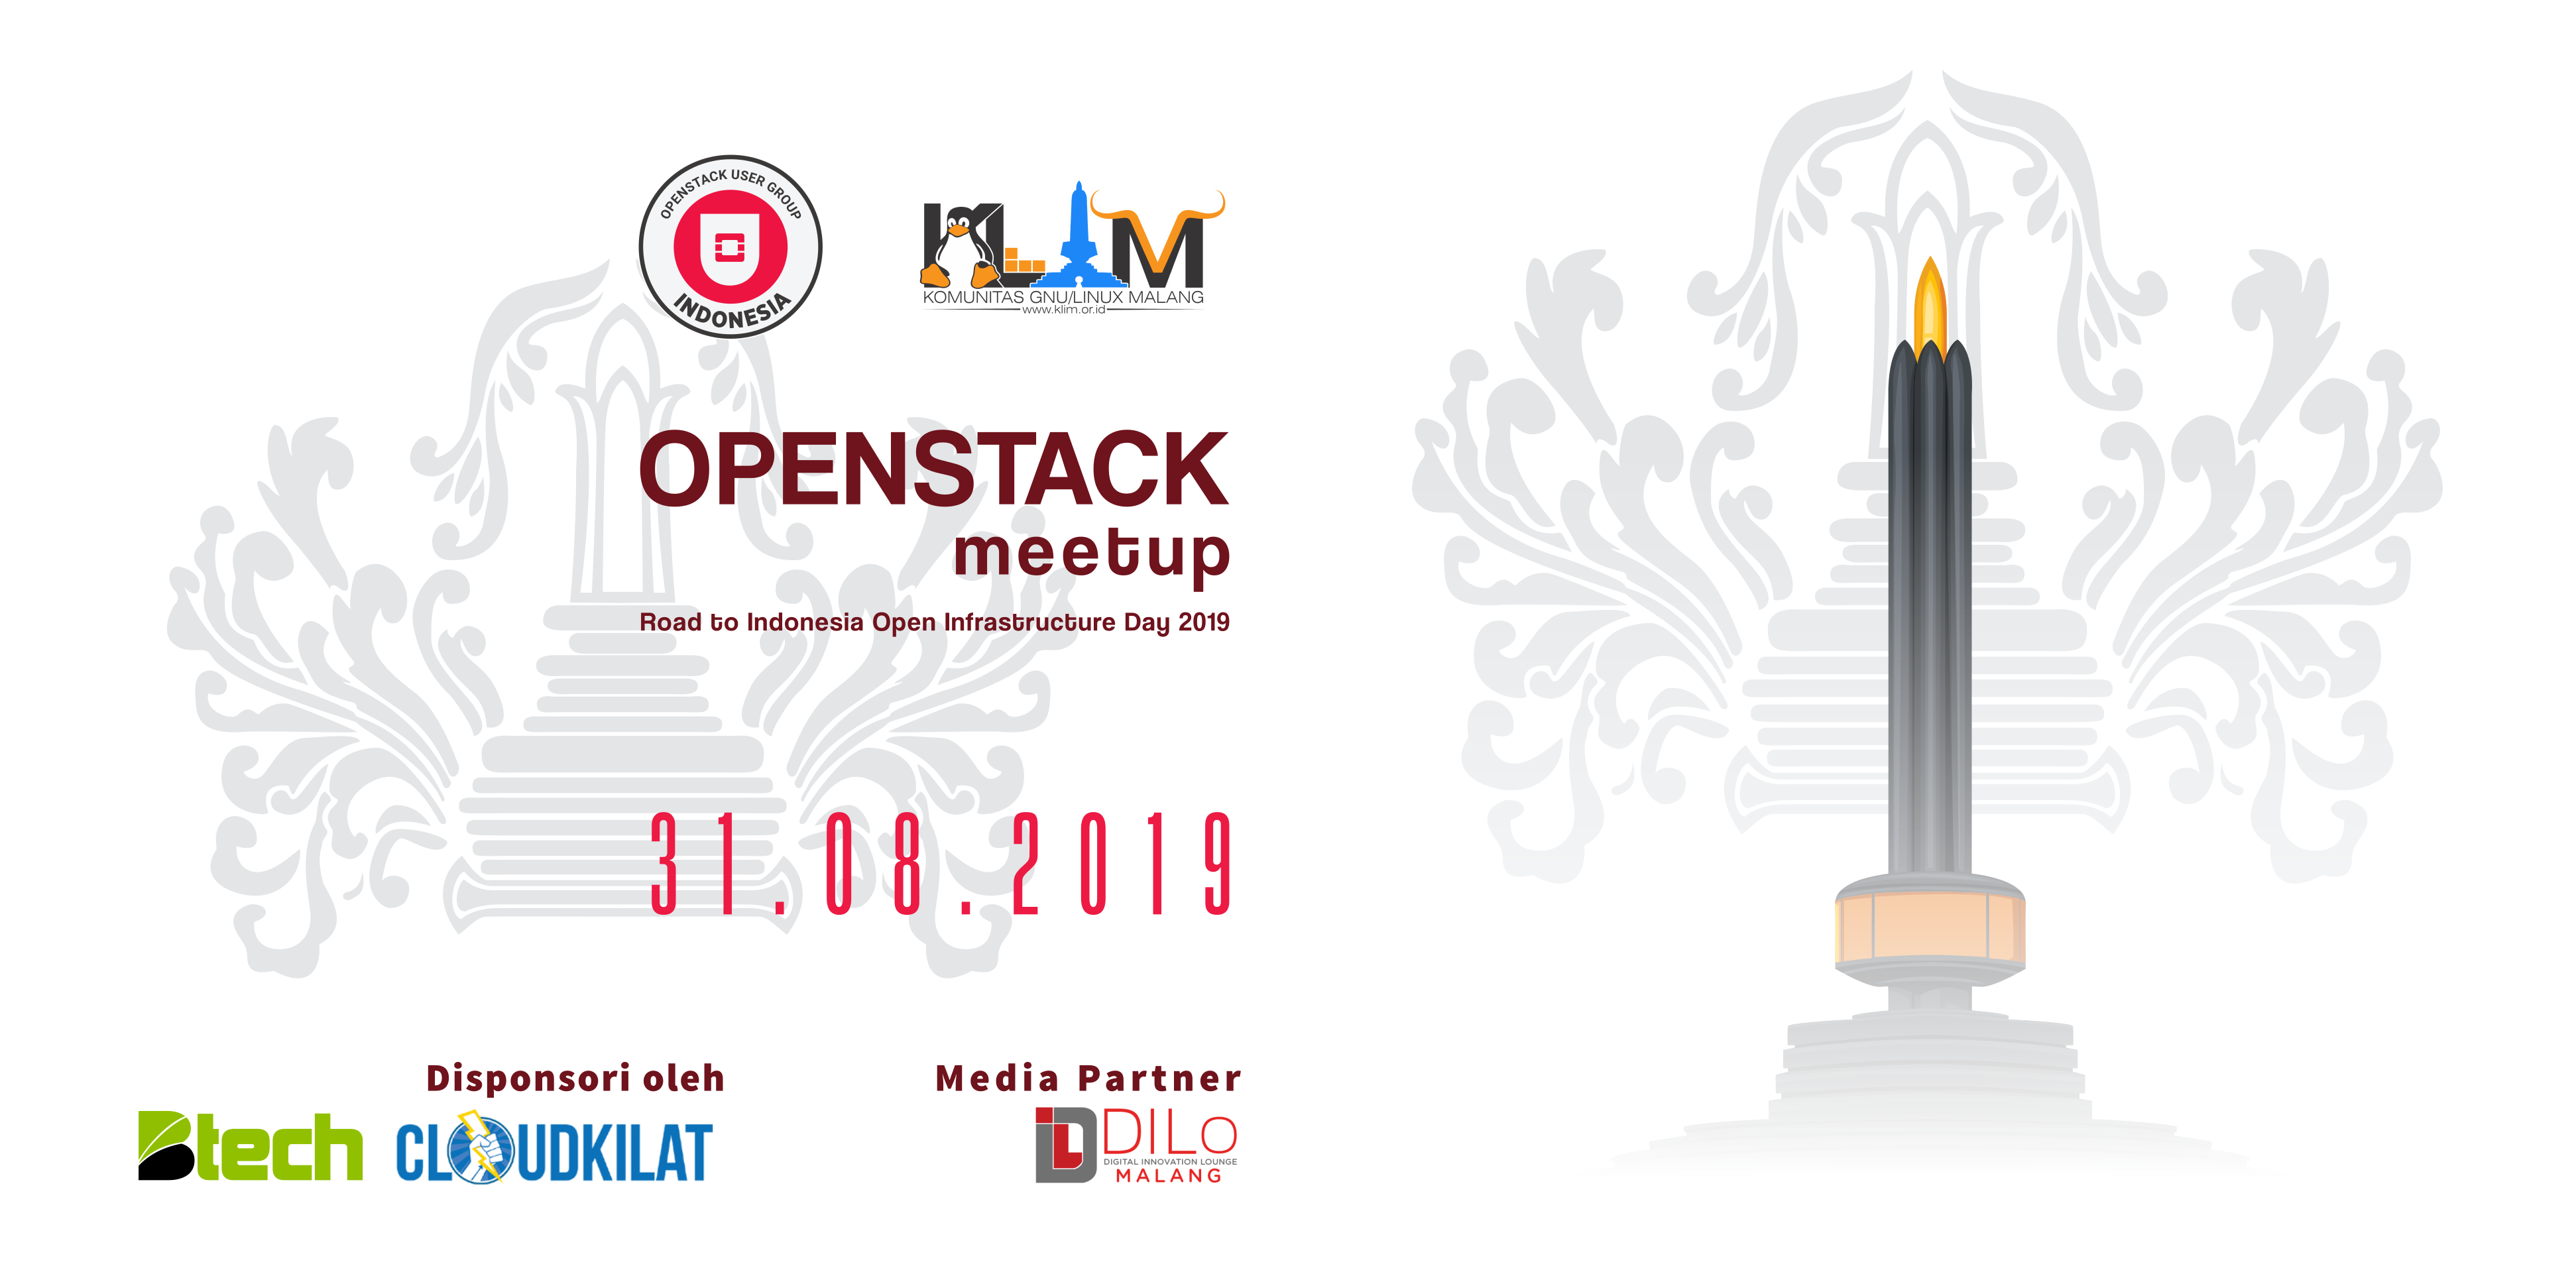 OPENSTACK USER GROUP
INDONESIA
KLIM
KOMUNITAS GNU/LINUX MALANG
www.klim.or.id
OPENSTACK
meetup
Road to Indonesia Open Infrastructure Day 2019
31.08.2019
Disponsori oleh
Btech
CLOUDKILAT
Media Partner
DILo
DIGITAL INNOVATION LOUNGE
MALANG